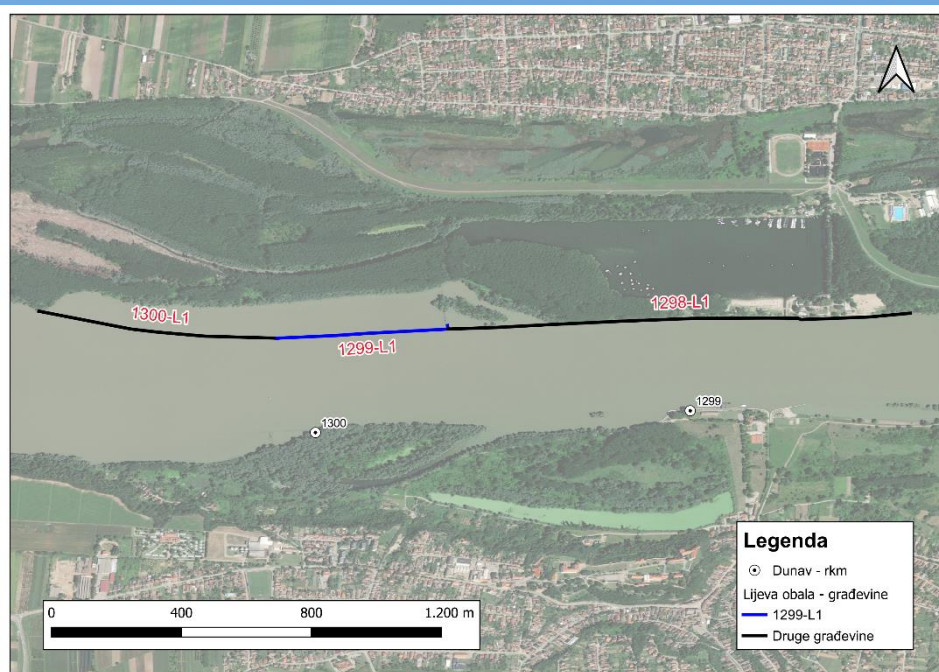 1300-L1
1299-L1
1298-L1
1300
1299
Legenda
Dunav - rkm
Lijeva obala - građevine
1299-L1
Druge građevine
0 400 800 1.200 m